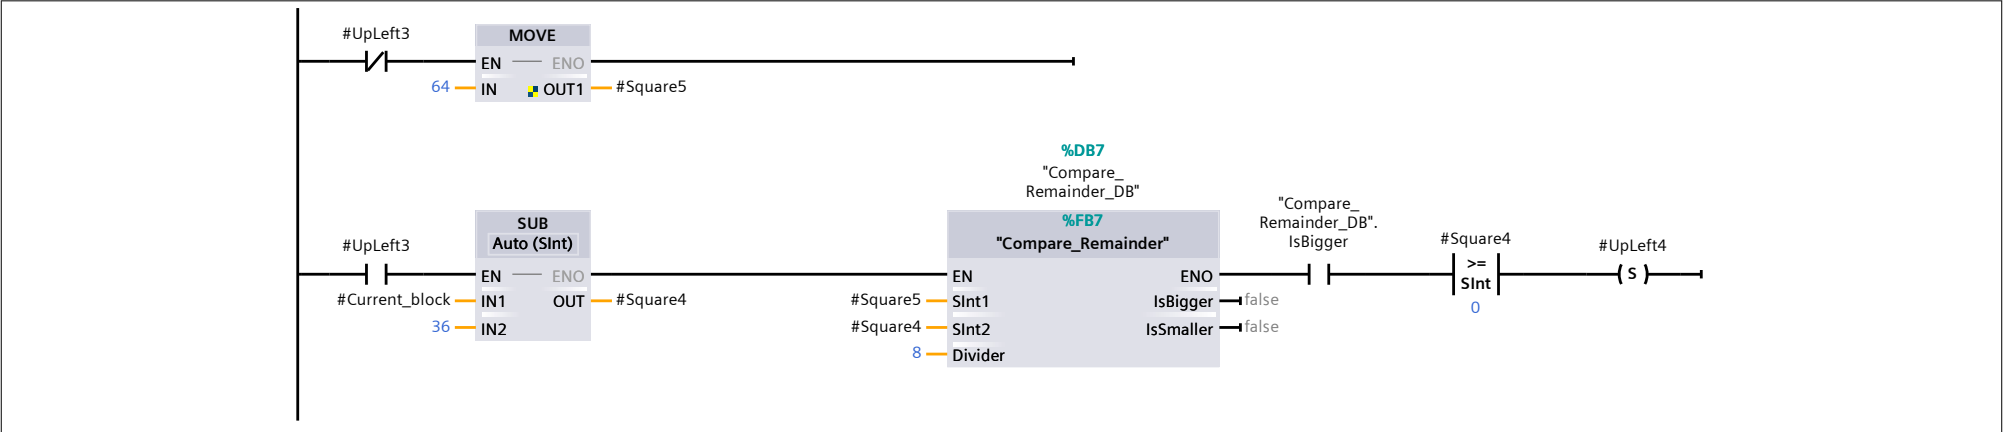 #UpLeft3
MOVE
EN ENO
64 IN OUT1 #Square5
%DB7
"Compare_
Remainder_DB"
#UpLeft3
SUB
Auto (SInt)
EN ENO
#Current_block IN1 OUT #Square4
36 IN2
%FB7
"Compare_Remainder"
EN ENO
#Square5 SInt1 IsBigger false
#Square4 SInt2 IsSmaller false
8 Divider
"Compare_
Remainder_DB".
IsBigger
#Square4
>=
SInt
0
#UpLeft4
S